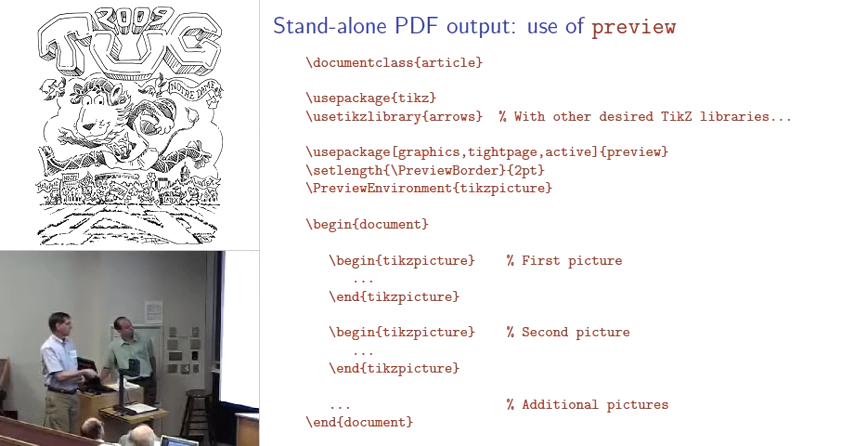 2009
TUG
NOTRE DAME
Stand-alone PDF output: use of preview
\documentclass{article}
\usepackage{tikz}
\usetikzlibrary{arrows} % With other desired TikZ libraries...
\usepackage[graphics,tightpage,active]{preview}
\setlength{\PreviewBorder}{2pt}
\PreviewEnvironment{tikzpicture}
\begin{document}
\begin{tikzpicture} % First picture
...
\end{tikzpicture}
\begin{tikzpicture} % Second picture
...
\end{tikzpicture}
... % Additional pictures
\end{document}